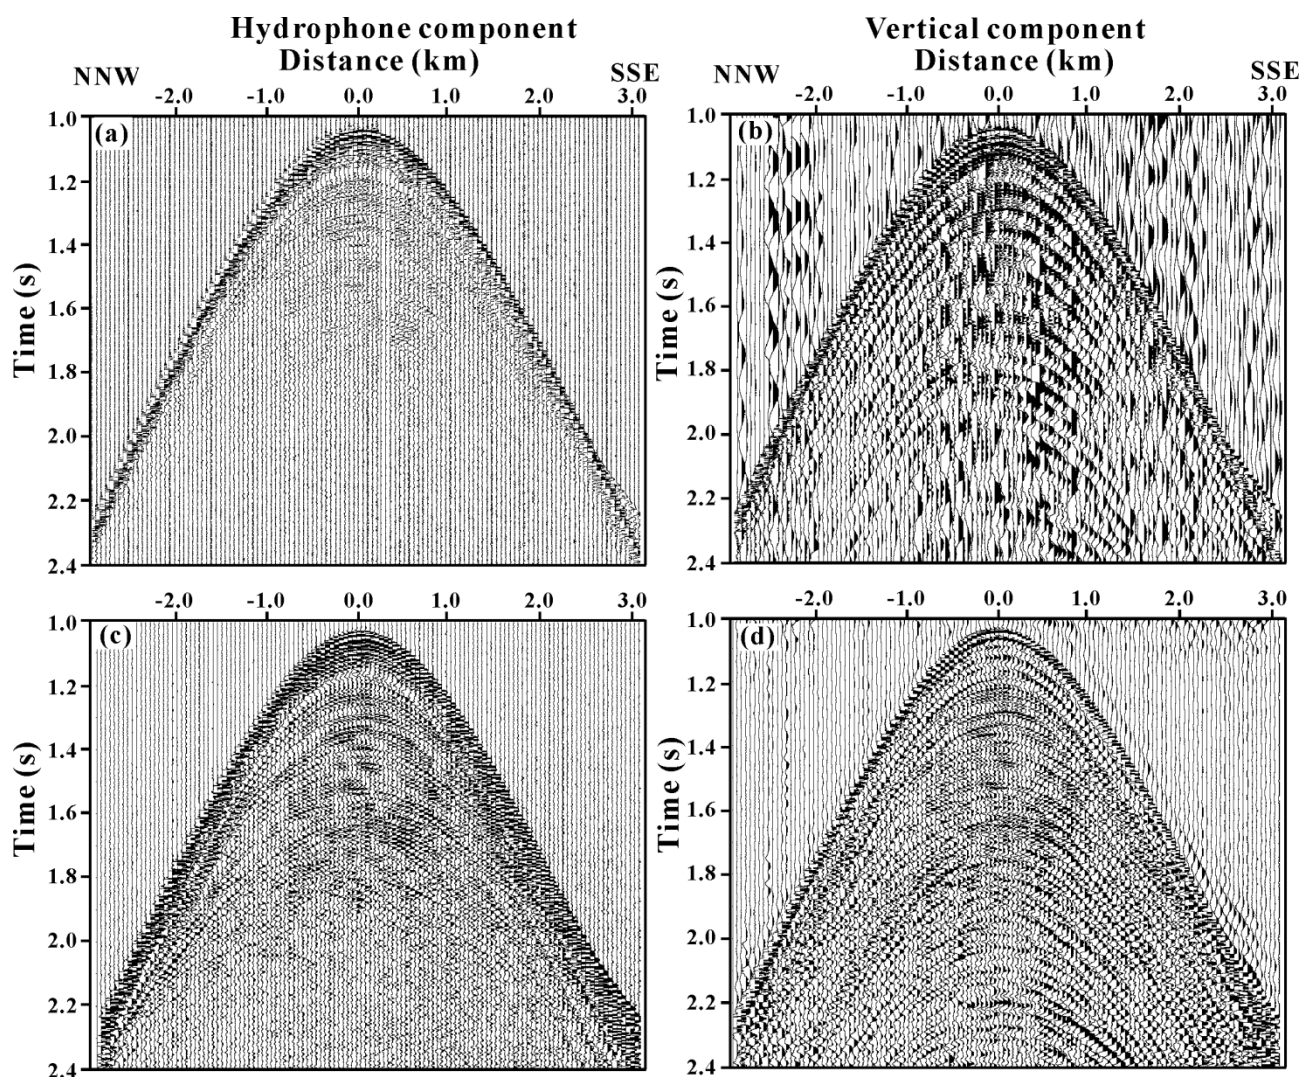 Hydrophone component
Distance (km)
NNW SSE
-2.0 -1.0 0.0 1.0 2.0 3.0
Vertical component
Distance (km)
NNW SSE
-2.0 -1.0 0.0 1.0 2.0 3.0
(a)
1.0
1.2
1.4
1.6
1.8
2.0
2.2
2.4
Time (s)
(b)
1.0
1.2
1.4
1.6
1.8
2.0
2.2
2.4
Time (s)
-2.0 -1.0 0.0 1.0 2.0 3.0
(c)
1.0
1.2
1.4
1.6
1.8
2.0
2.2
2.4
Time (s)
-2.0 -1.0 0.0 1.0 2.0 3.0
(d)
1.0
1.2
1.4
1.6
1.8
2.0
2.2
2.4
Time (s)